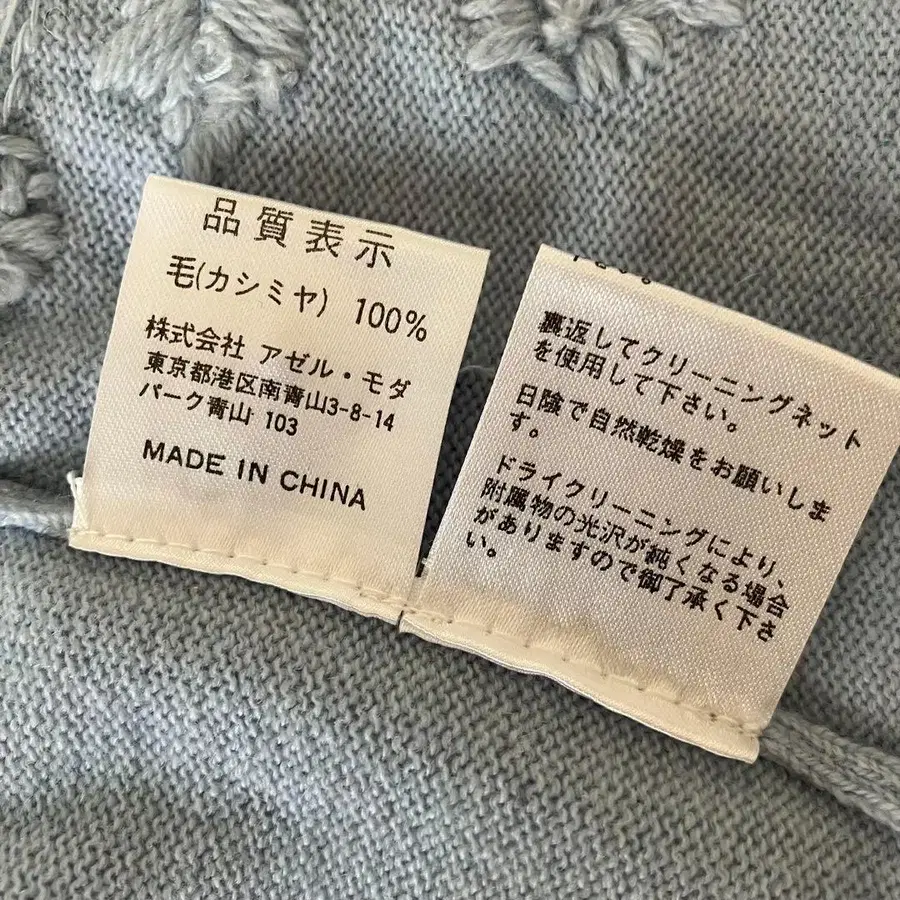 品質表示
毛(カシミヤ) 100%
株式会社 アゼル・モダ
東京都港区南青山3-8-14
パーク青山 103
MADE IN CHINA
裏返してクリーニングネット
を使用して下さい。
日陰で自然乾燥をお願いしま
す。
ドライクリーニングにより、
附属物の光沢が純くなる場合
がありますので御了承く下さ
い。